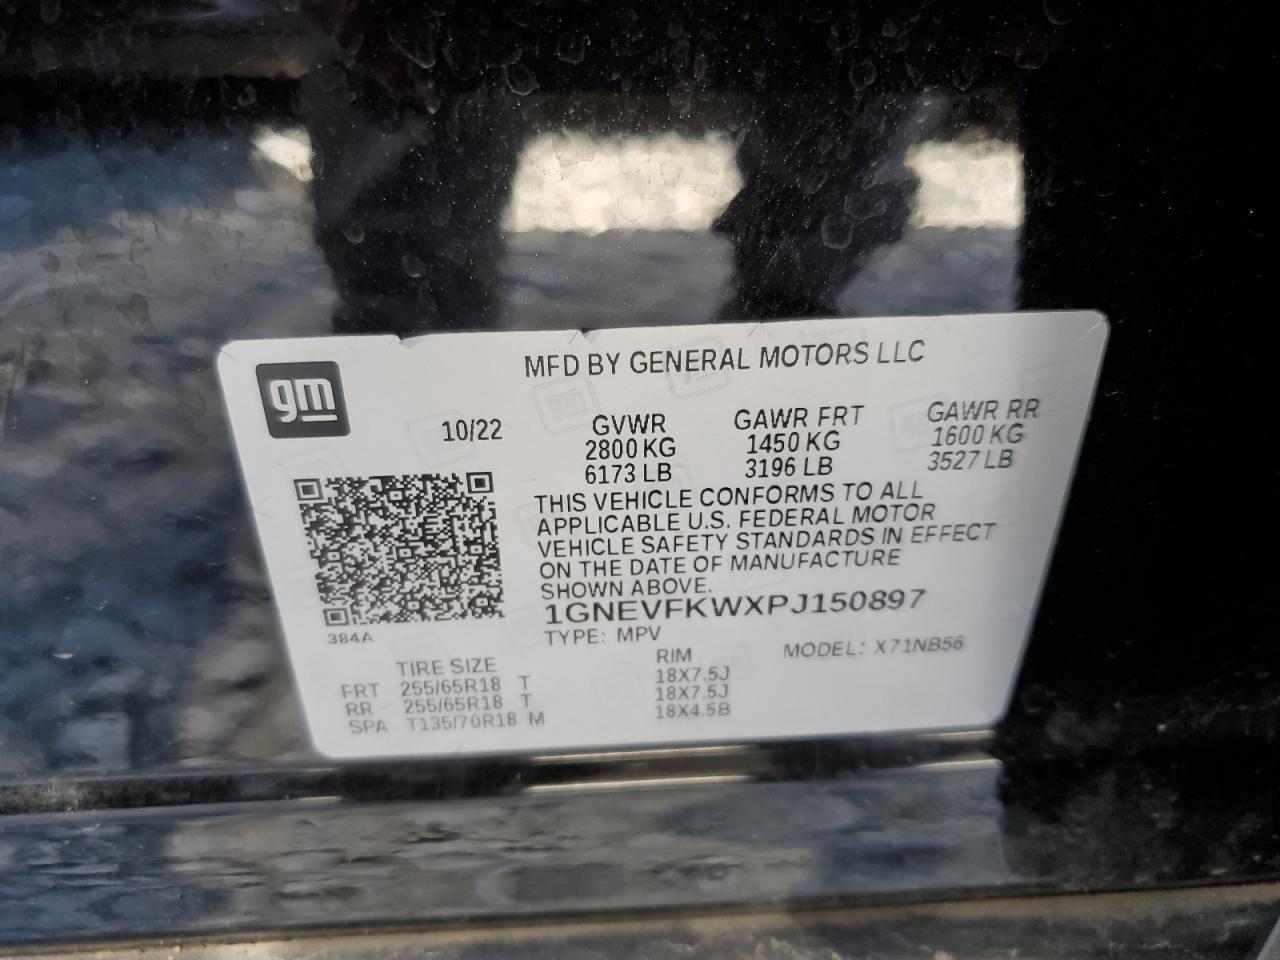 MFD BY GENERAL MOTORS LLC
gm
10/22 GVWR GAWR FRT GAWR RR
2800 KG 1450 KG 1600 KG
6173 LB 3196 LB 3527 LB
THIS VEHICLE CONFORMS TO ALL
APPLICABLE U.S. FEDERAL MOTOR
VEHICLE SAFETY STANDARDS IN EFFECT
ON THE DATE OF MANUFACTURE
SHOWN ABOVE.
1GNEVFKWXPJ150897
384A
TYPE: MPV MODEL: X71NB56
TIRE SIZE RIM
FRT 255/65R18 T 18X7.5J
RR 255/65R18 T 18X7.5J
SPA T135/70R18 M 18X4.5B